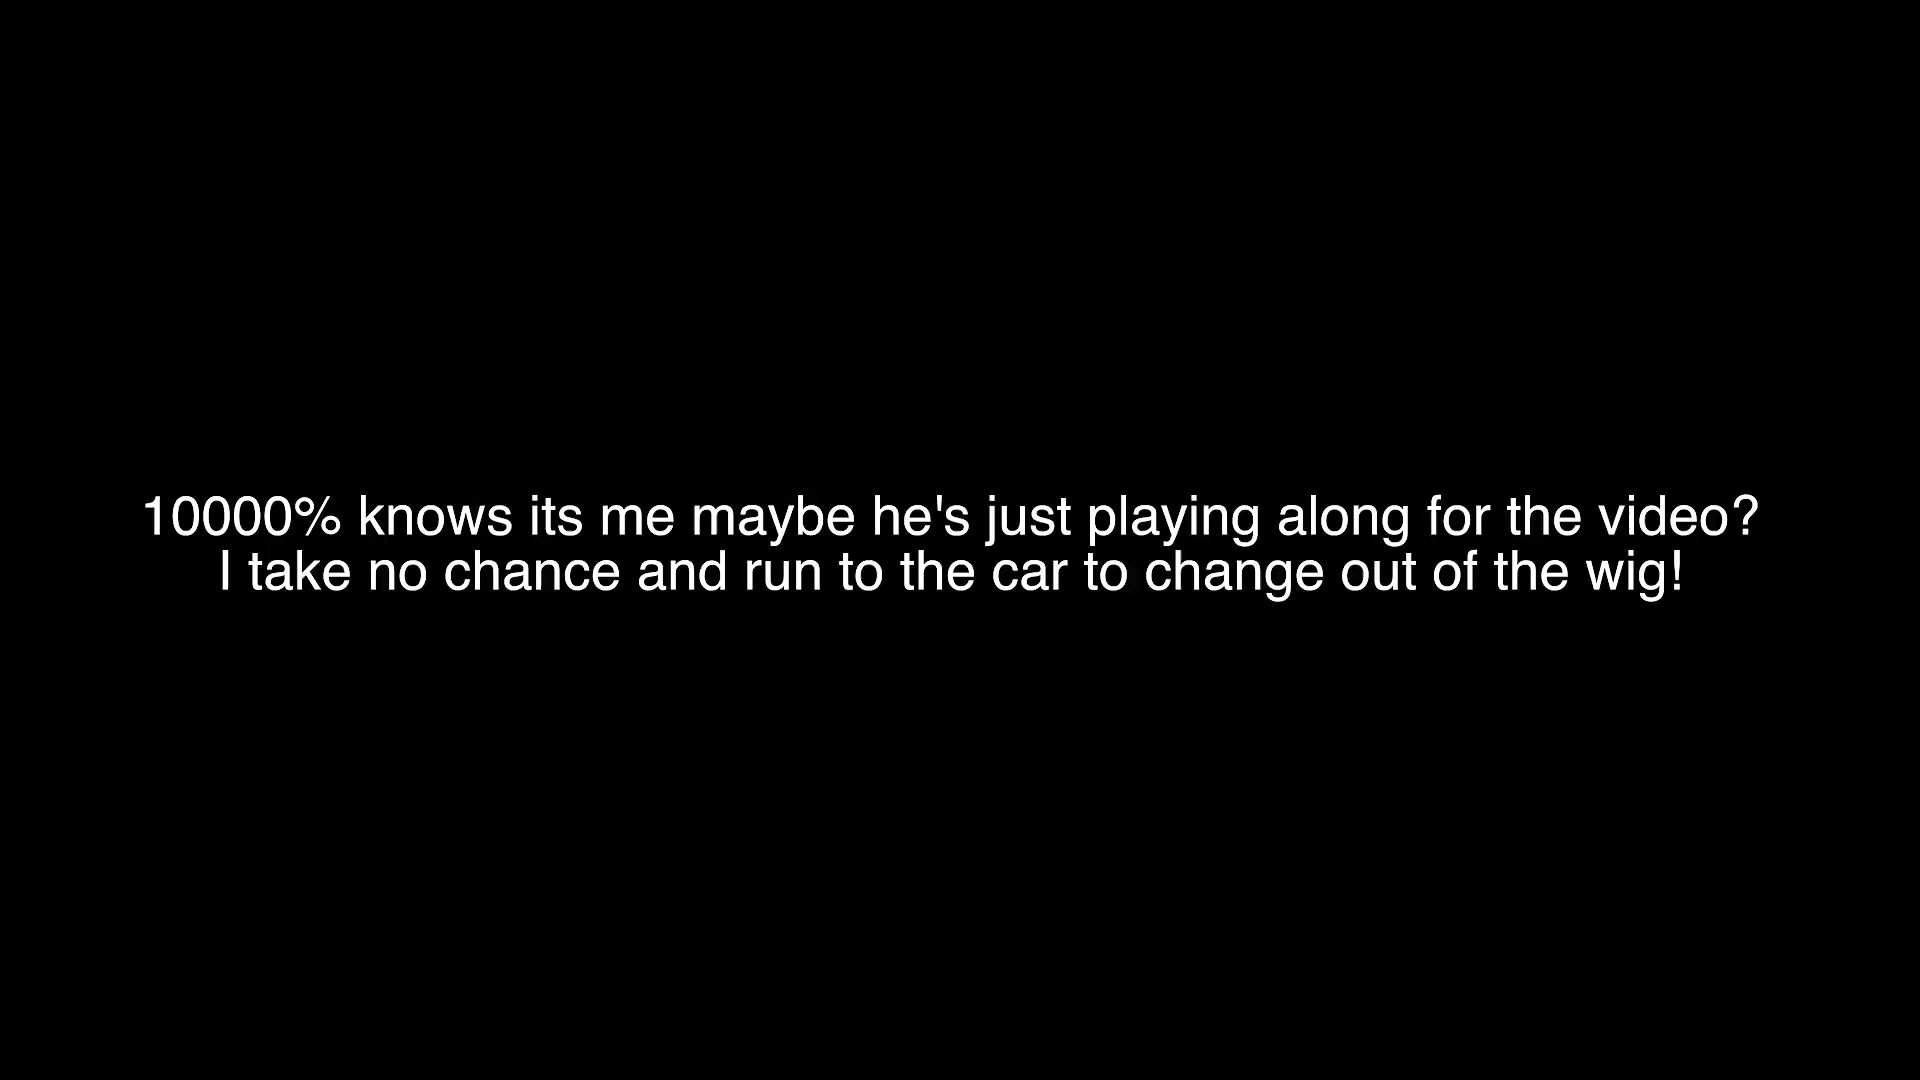 10000% knows its me maybe he's just playing along for the video?
I take no chance and run to the car to change out of the wig!